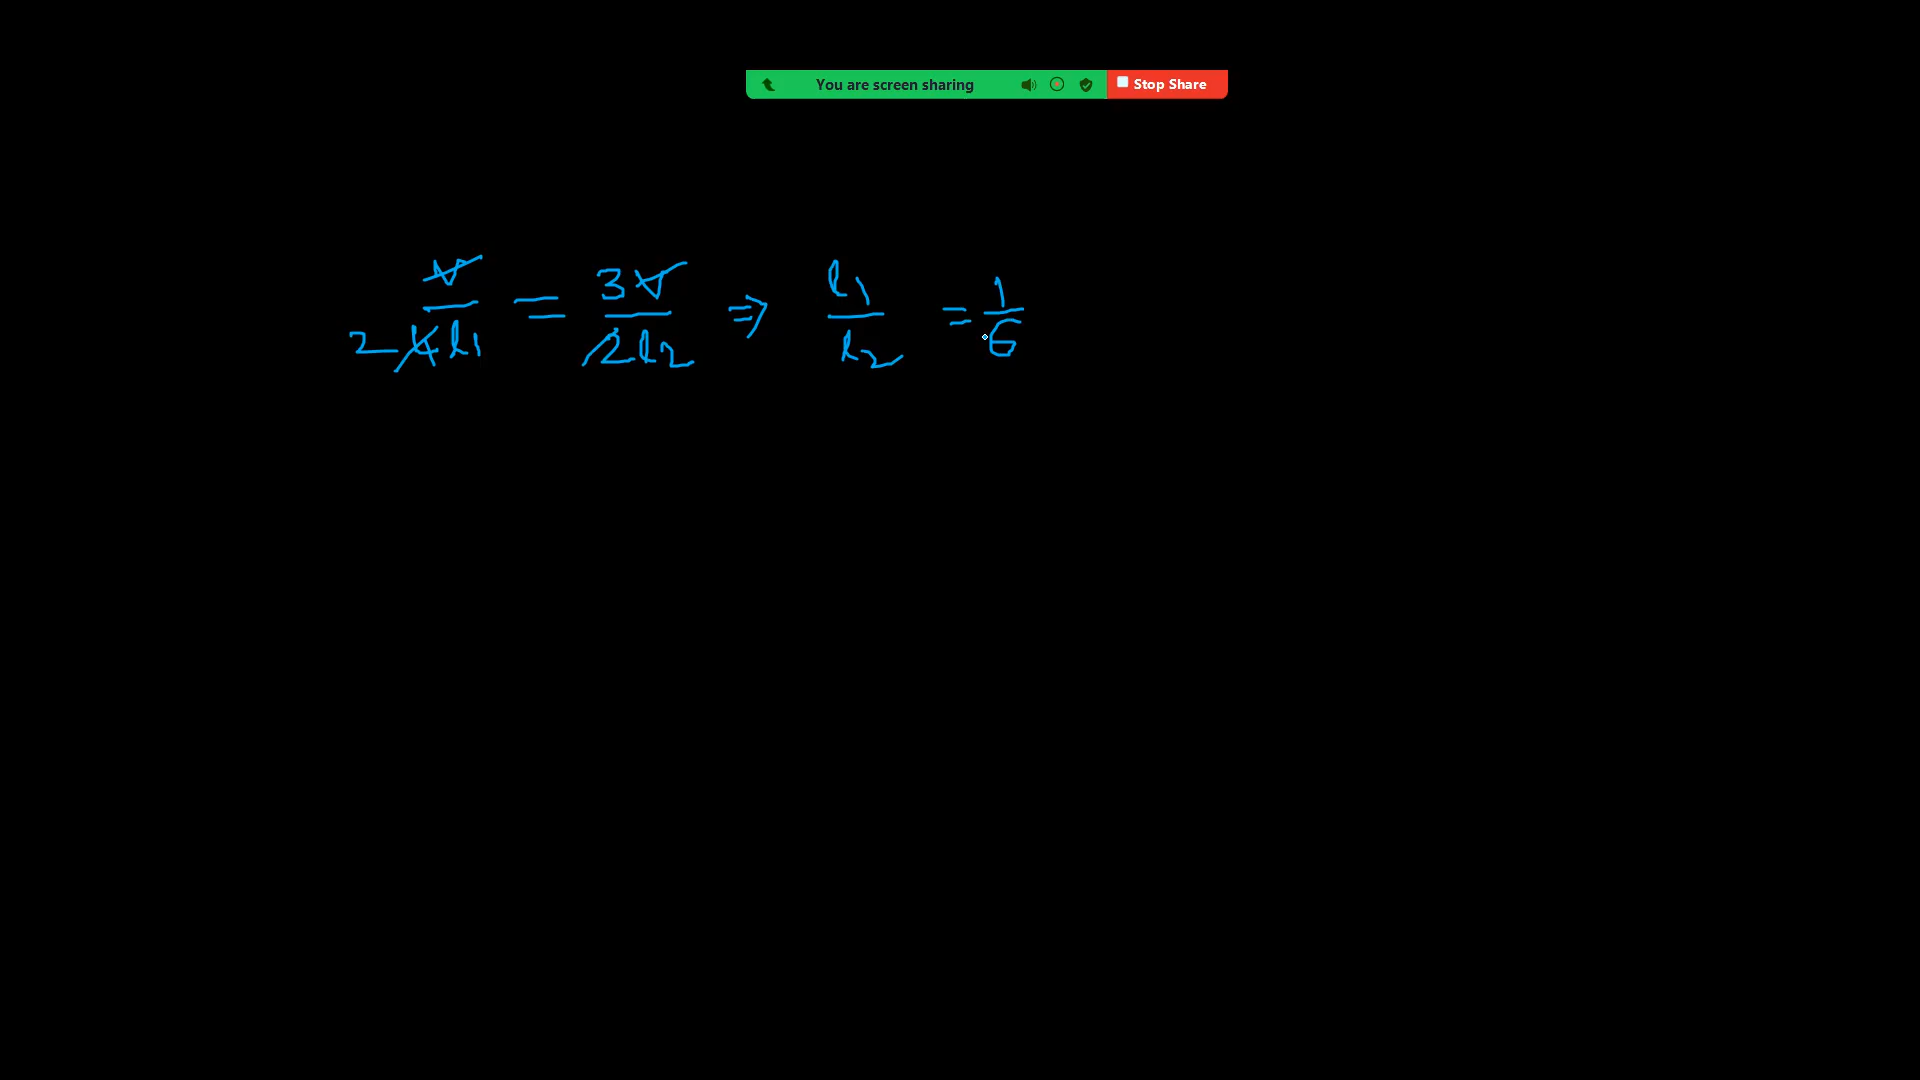 You are screen sharing Stop Share
v/4l1 = 3v/2l2 ⇒ l1/l2 = 1/6
2